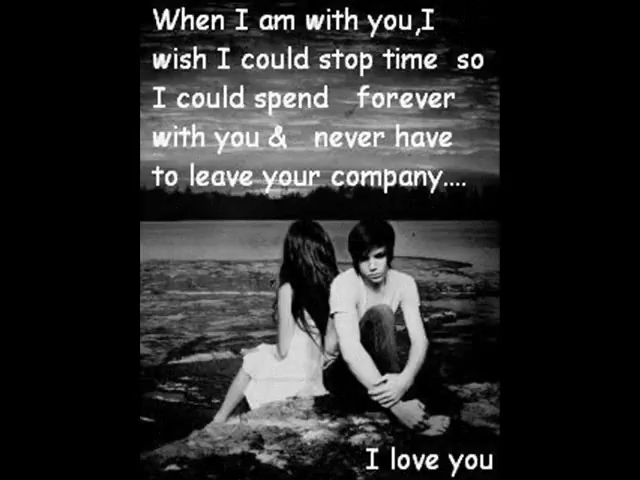 When I am with you,I
wish I could stop time so
I could spend forever
with you & never have
to leave your company....
I love you